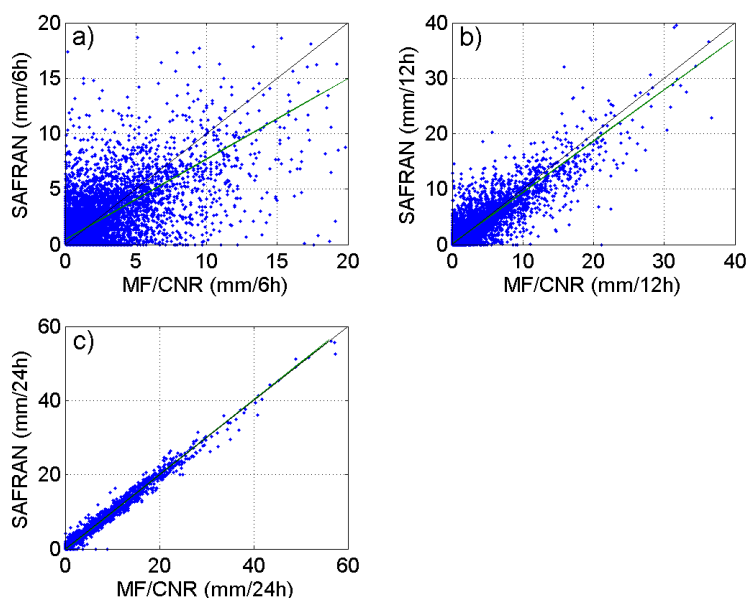 a)
SAFRAN (mm/6h)
20
15
10
5
0
0 5 10 15 20
MF/CNR (mm/6h)
b)
SAFRAN (mm/12h)
40
30
20
10
0
0 10 20 30 40
MF/CNR (mm/12h)
c)
SAFRAN (mm/24h)
60
40
20
0
0 20 40 60
MF/CNR (mm/24h)